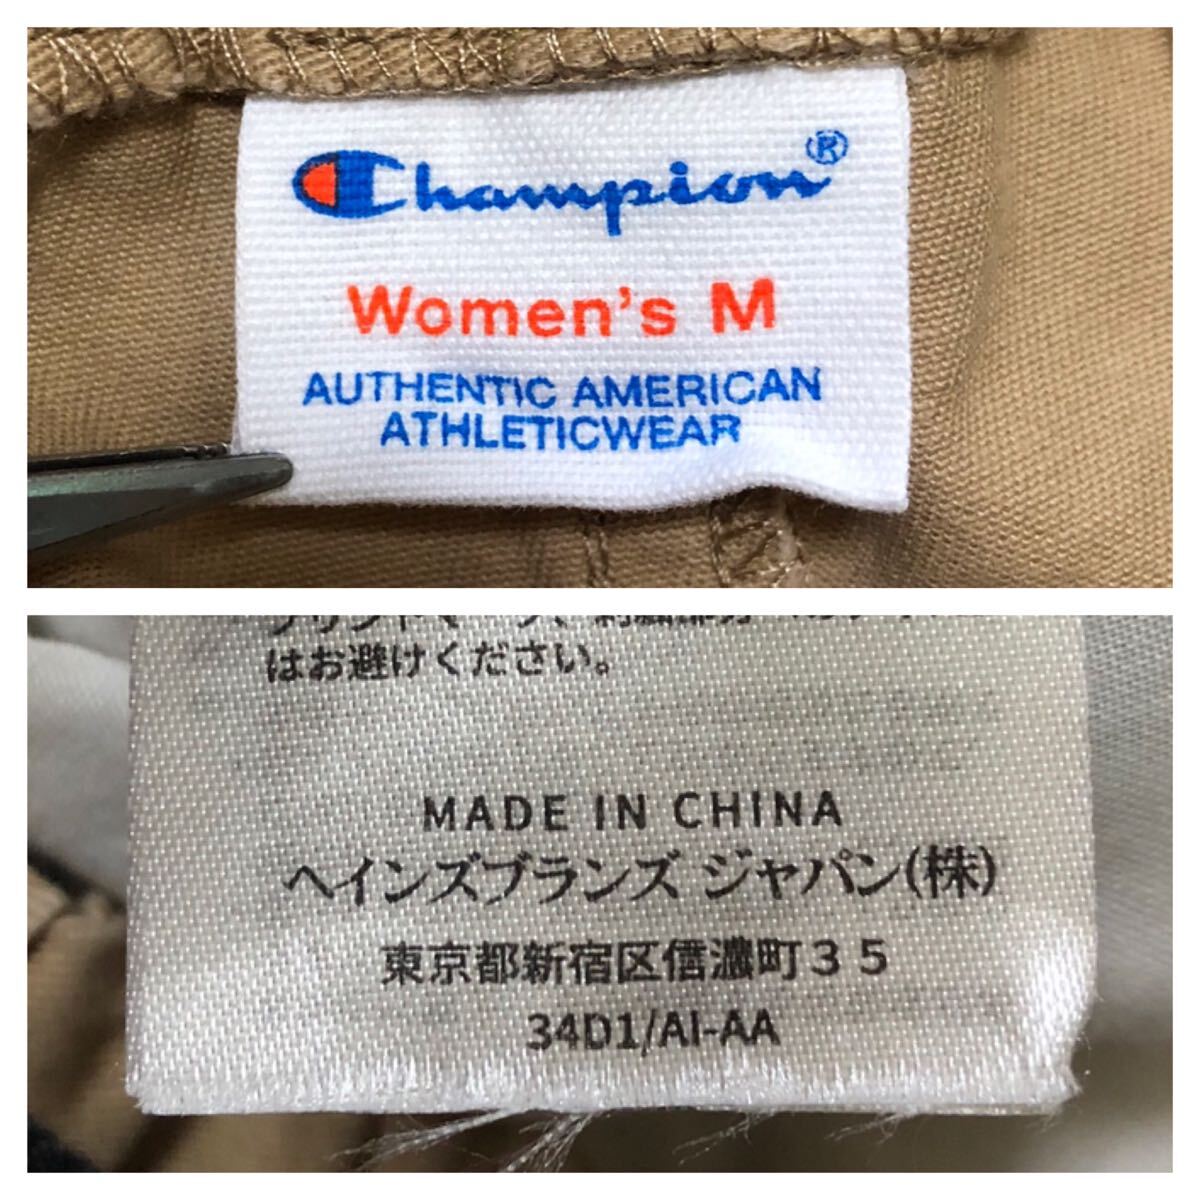 Champion®
Women's M
AUTHENTIC AMERICAN
ATHLETICWEAR
はお避けください。
MADE IN CHINA
ヘインズブランズ ジャパン(株)
東京都新宿区信濃町35
34D1/AI-AA